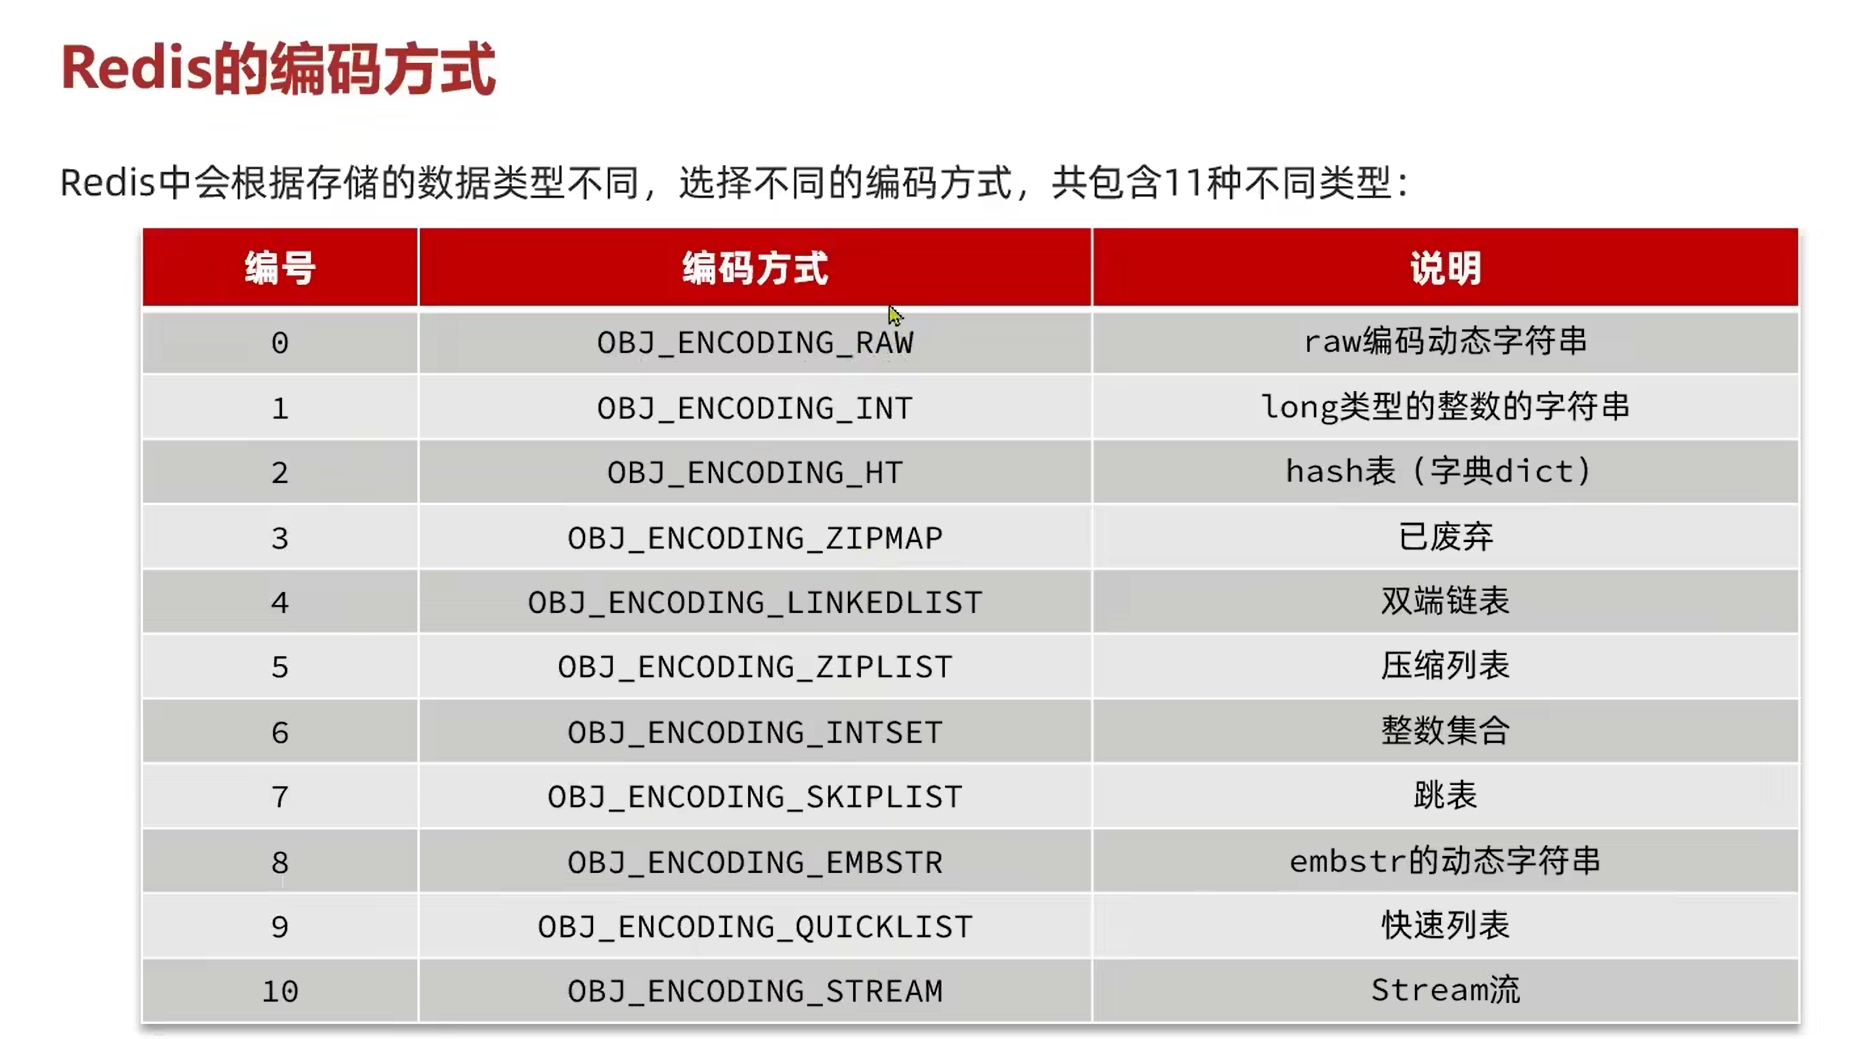 Redis的编码方式
Redis中会根据存储的数据类型不同，选择不同的编码方式，共包含11种不同类型：
编号 编码方式 说明
0 OBJ_ENCODING_RAW raw编码动态字符串
1 OBJ_ENCODING_INT long类型的整数的字符串
2 OBJ_ENCODING_HT hash表（字典dict）
3 OBJ_ENCODING_ZIPMAP 已废弃
4 OBJ_ENCODING_LINKEDLIST 双端链表
5 OBJ_ENCODING_ZIPLIST 压缩列表
6 OBJ_ENCODING_INTSET 整数集合
7 OBJ_ENCODING_SKIPLIST 跳表
8 OBJ_ENCODING_EMBSTR embstr的动态字符串
9 OBJ_ENCODING_QUICKLIST 快速列表
10 OBJ_ENCODING_STREAM Stream流